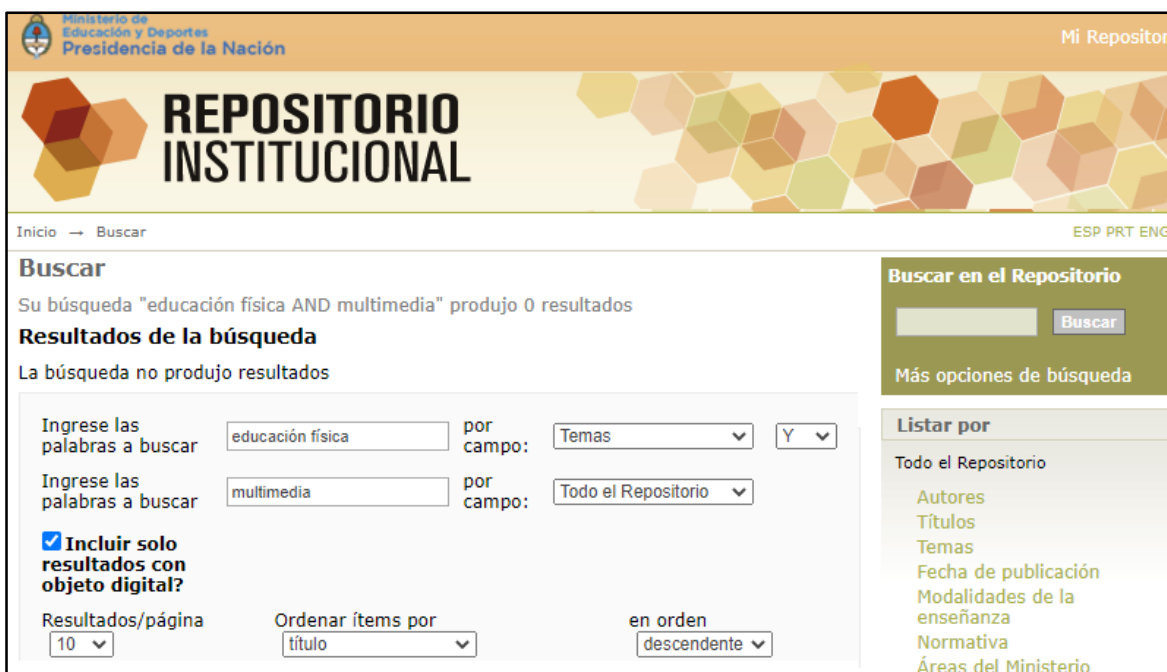 Ministerio de
Educación y Deportes
Presidencia de la Nación
Mi Repositor
REPOSITORIO
INSTITUCIONAL
Inicio → Buscar
ESP PRT ENG
Buscar
Su búsqueda "educación física AND multimedia" produjo 0 resultados
Resultados de la búsqueda
La búsqueda no produjo resultados
Ingrese las
palabras a buscar
educación física
por
campo:
Temas
Y
Ingrese las
palabras a buscar
multimedia
por
campo:
Todo el Repositorio
Incluir solo
resultados con
objeto digital?
Resultados/página
10
Ordenar ítems por
título
en orden
descendente
Buscar en el Repositorio
Buscar
Más opciones de búsqueda
Listar por
Todo el Repositorio
Autores
Títulos
Temas
Fecha de publicación
Modalidades de la
enseñanza
Normativa
Áreas del Ministerio